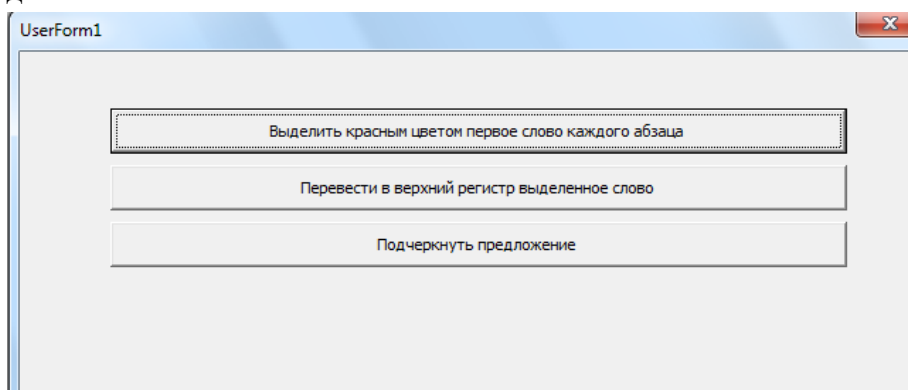 UserForm1
Выделить красным цветом первое слово каждого абзаца
Перевести в верхний регистр выделенное слово
Подчеркнуть предложение